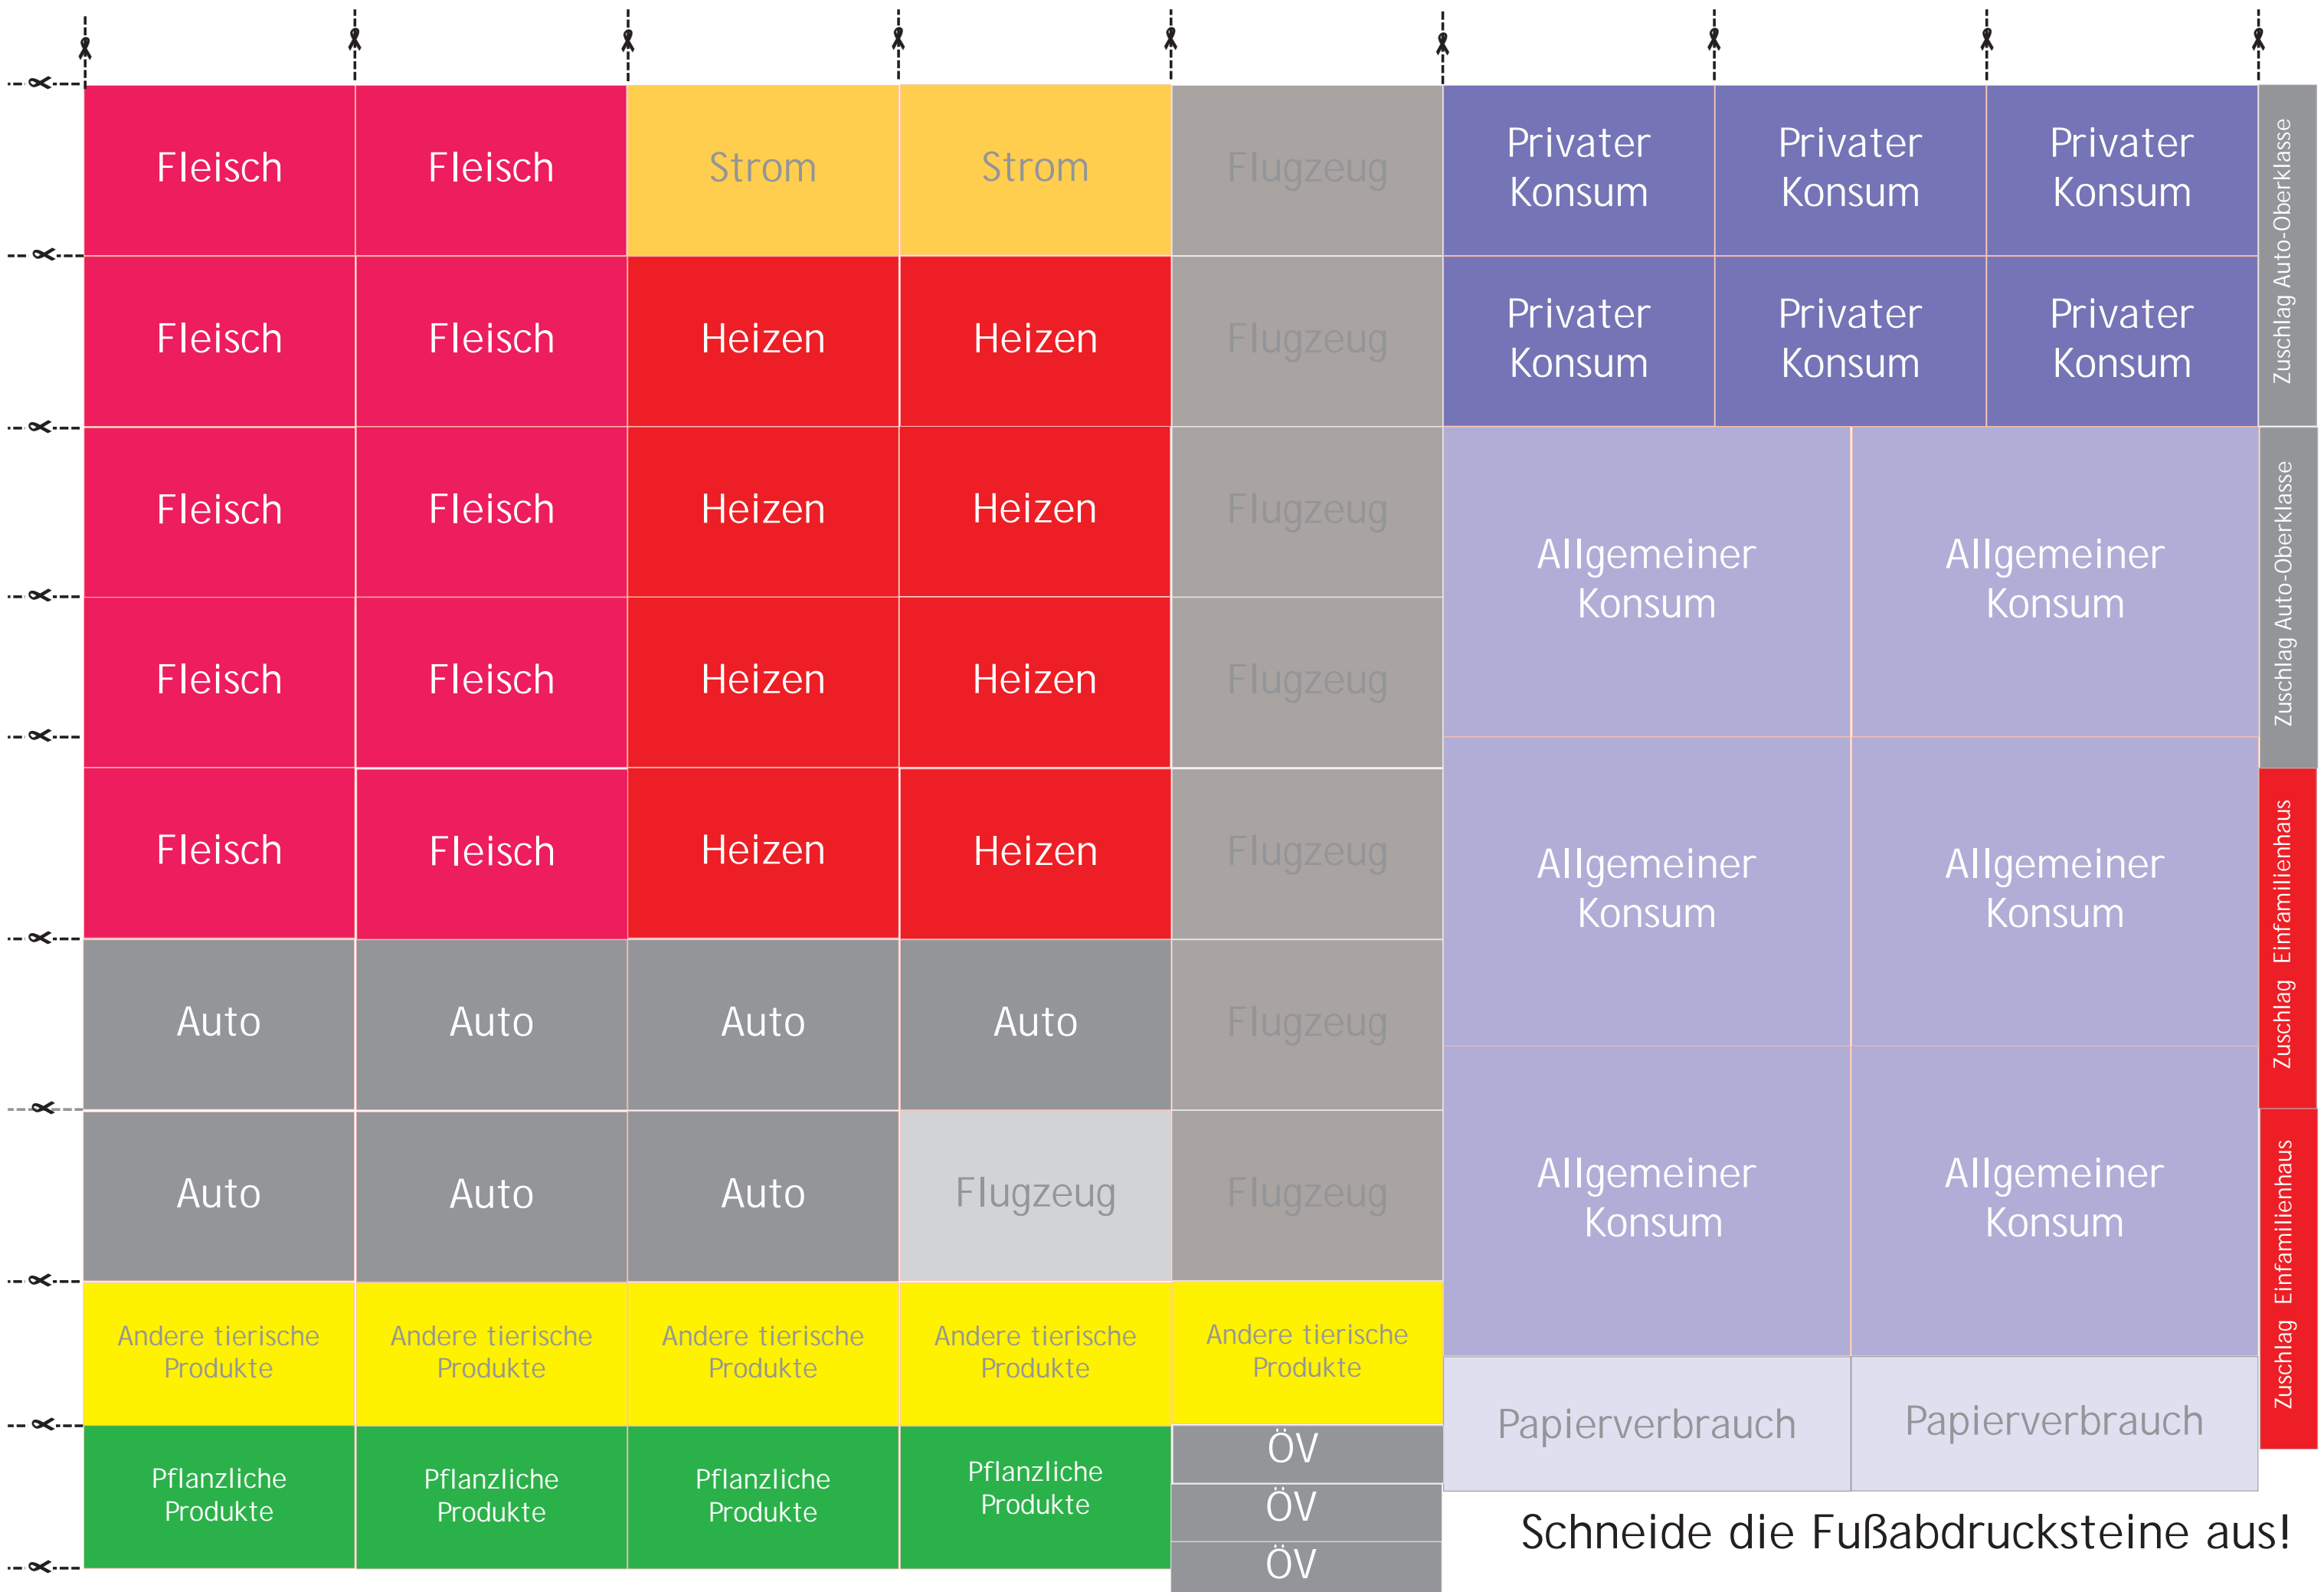 Fleisch
Fleisch
Strom
Strom
Flugzeug
Privater
Konsum
Privater
Konsum
Privater
Konsum
Zuschlag Auto-Oberklasse
Fleisch
Fleisch
Heizen
Heizen
Flugzeug
Privater
Konsum
Privater
Konsum
Privater
Konsum
Fleisch
Fleisch
Heizen
Heizen
Flugzeug
Allgemeiner
Konsum
Allgemeiner
Konsum
Zuschlag Auto-Oberklasse
Fleisch
Fleisch
Heizen
Heizen
Flugzeug
Fleisch
Fleisch
Heizen
Heizen
Flugzeug
Allgemeiner
Konsum
Allgemeiner
Konsum
Zuschlag Einfamilienhaus
Auto
Auto
Auto
Auto
Flugzeug
Auto
Auto
Auto
Flugzeug
Flugzeug
Allgemeiner
Konsum
Allgemeiner
Konsum
Zuschlag Einfamilienhaus
Andere tierische
Produkte
Andere tierische
Produkte
Andere tierische
Produkte
Andere tierische
Produkte
Andere tierische
Produkte
Papierverbrauch
Papierverbrauch
Pflanzliche
Produkte
Pflanzliche
Produkte
Pflanzliche
Produkte
Pflanzliche
Produkte
ÖV
ÖV
ÖV
Schneide die Fußabdrucksteine aus!